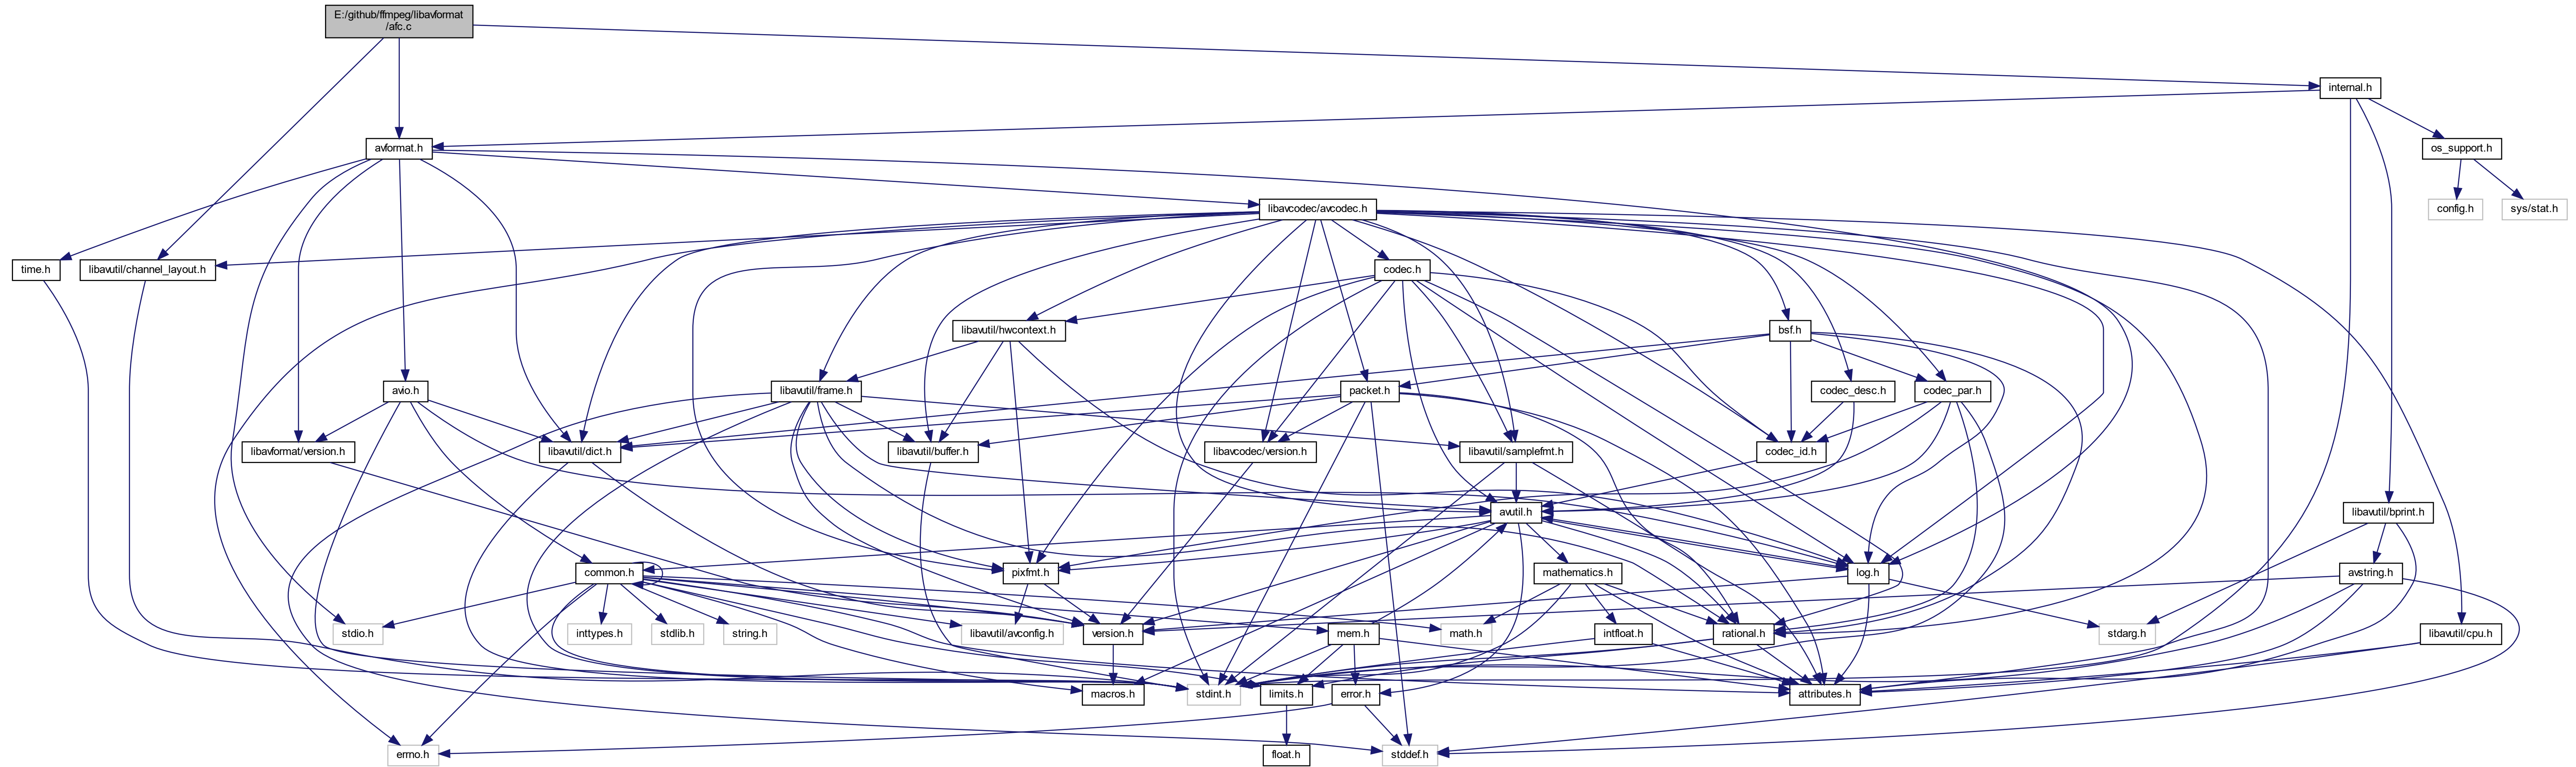 E:/github/ffmpeg/libavformat
/afc.c
internal.h
avformat.h
os_support.h
libavcodec/avcodec.h
config.h
sys/stat.h
time.h
libavutil/channel_layout.h
codec.h
libavutil/hwcontext.h
bsf.h
avio.h
libavutil/frame.h
packet.h
codec_desc.h
codec_par.h
libavformat/version.h
libavutil/dict.h
libavutil/buffer.h
libavcodec/version.h
libavutil/samplefmt.h
codec_id.h
avutil.h
libavutil/bprint.h
common.h
pixfmt.h
mathematics.h
log.h
avstring.h
stdio.h
inttypes.h
stdlib.h
string.h
libavutil/avconfig.h
version.h
mem.h
math.h
intfloat.h
rational.h
stdarg.h
libavutil/cpu.h
macros.h
stdint.h
limits.h
error.h
attributes.h
errno.h
float.h
stddef.h